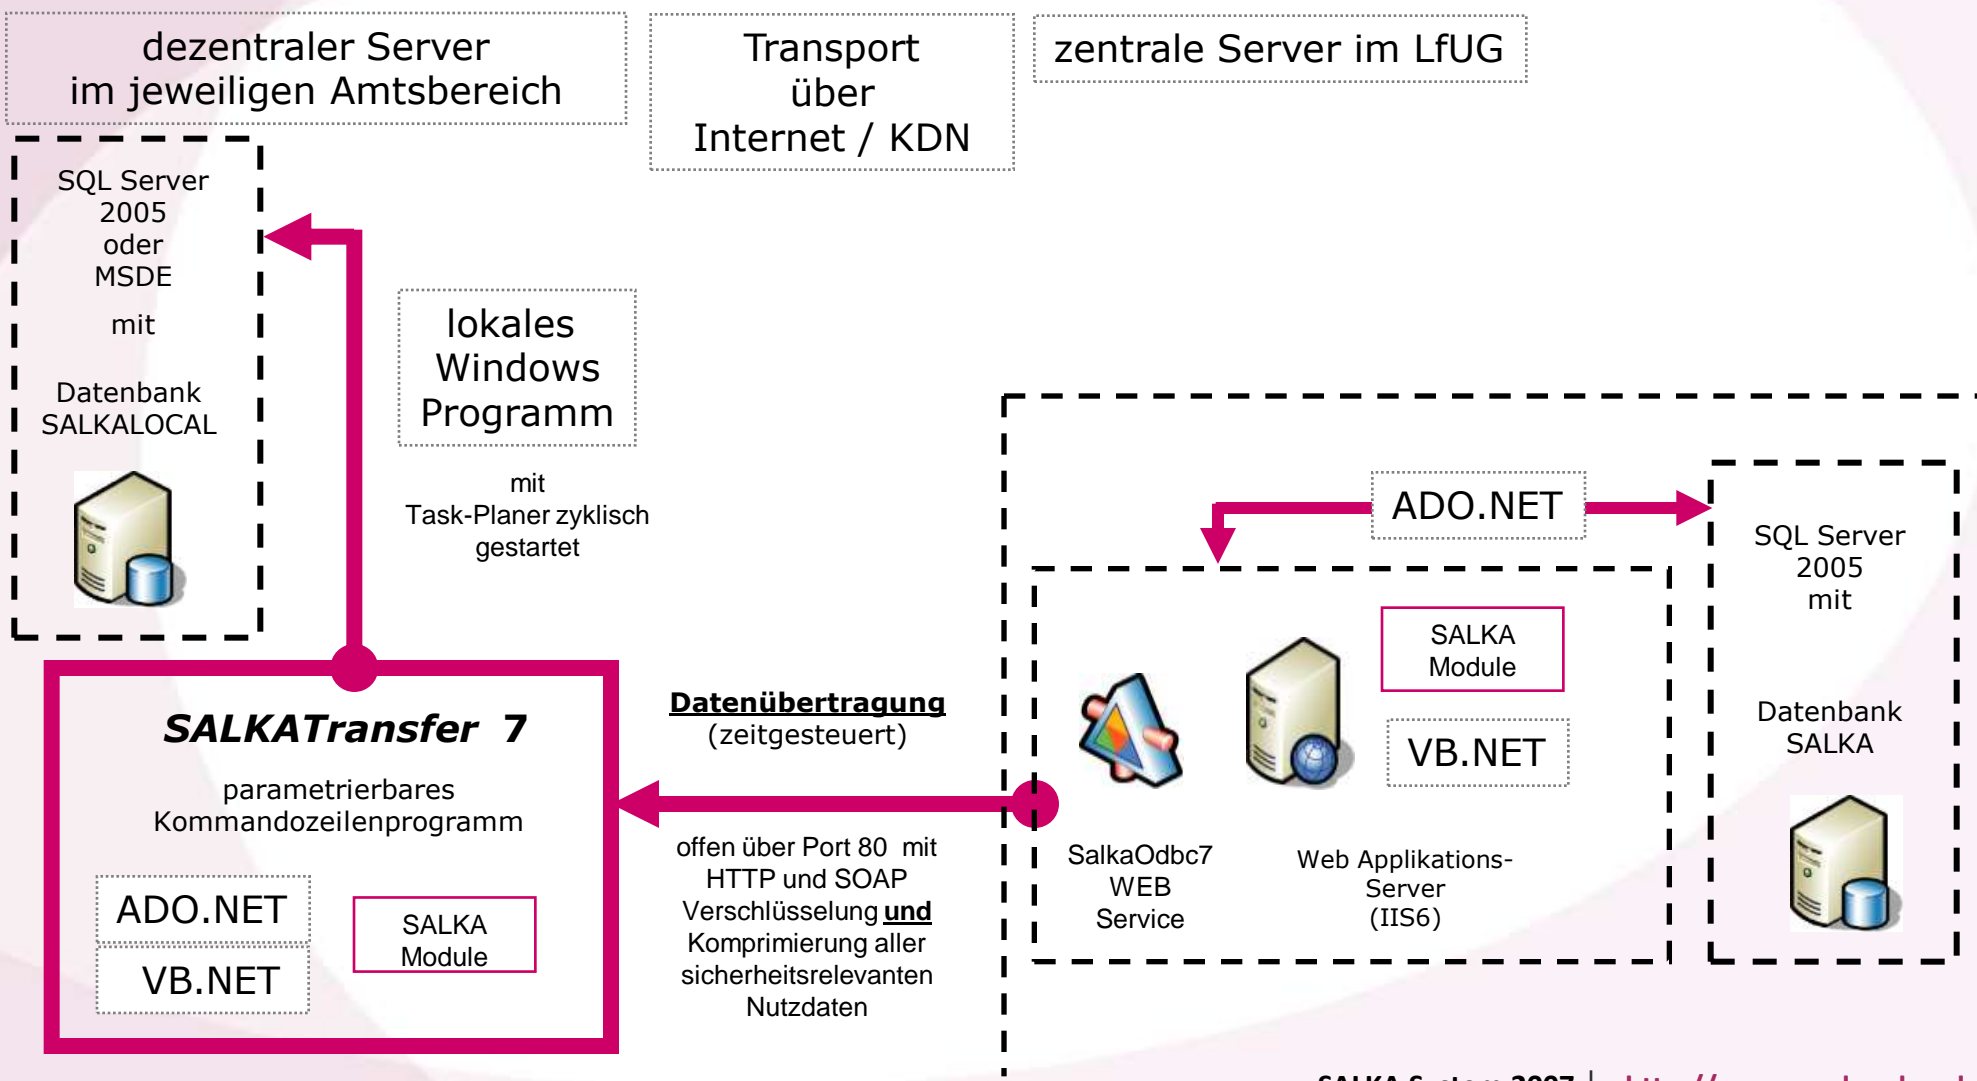 dezentraler Server
im jeweiligen Amtsbereich
Transport
über
Internet / KDN
zentrale Server im LfUG
SQL Server
2005
oder
MSDE
mit
Datenbank
SALKALOCAL
lokales
Windows
Programm
mit
Task-Planer zyklisch
gestartet
SALKATransfer 7
parametrierbares
Kommandozeilenprogramm
ADO.NET
VB.NET
SALKA
Module
Datenübertragung
(zeitgesteuert)
offen über Port 80 mit
HTTP und SOAP
Verschlüsselung und
Komprimierung aller
sicherheitsrelevanten
Nutzdaten
ADO.NET
SALKA
Module
VB.NET
SalkaOdbc7
WEB
Service
Web Applikations-
Server
(IIS6)
SQL Server
2005
mit
Datenbank
SALKA
SALKA System 2007